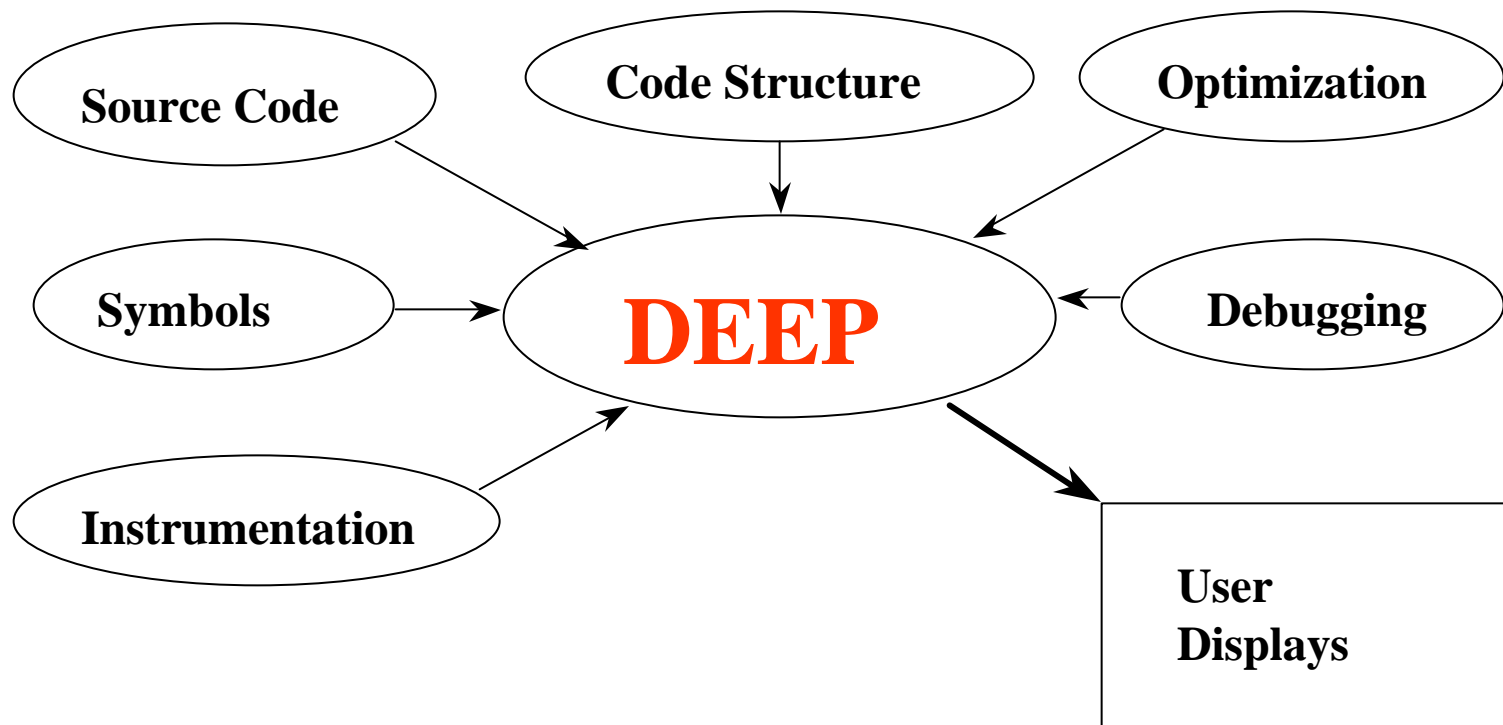 Source Code
Code Structure
Optimization
Symbols
DEEP
Debugging
Instrumentation
User
Displays